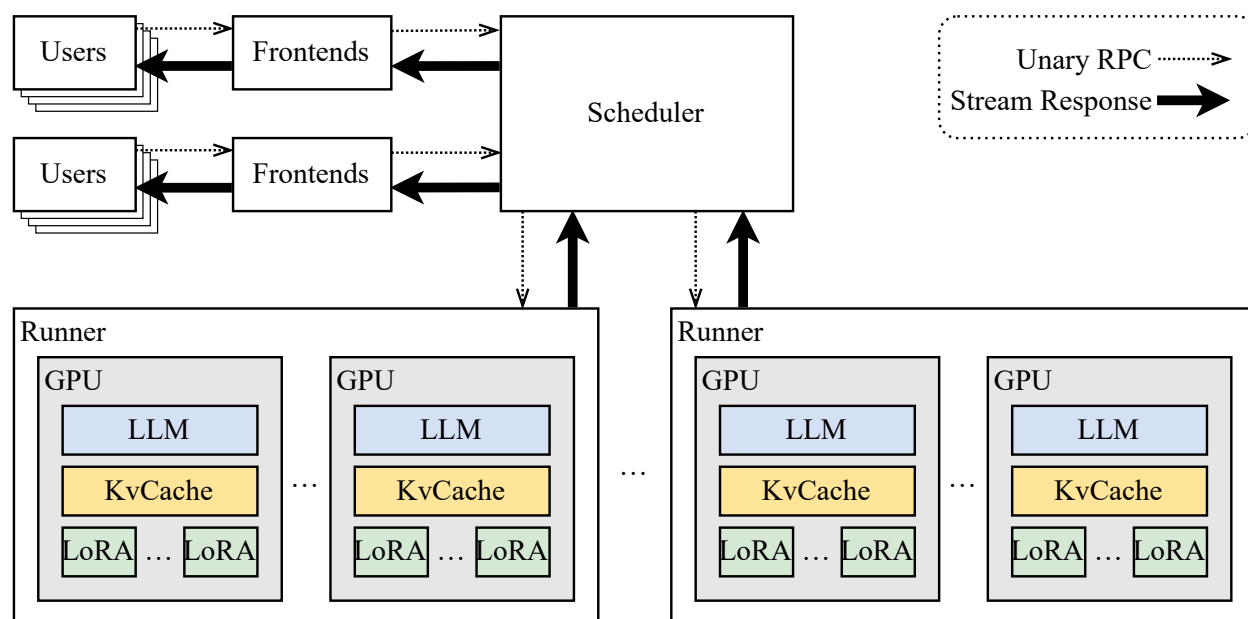 Users
Frontends
Scheduler
Unary RPC
Stream Response
Users
Frontends
Runner
GPU
LLM
KvCache
LoRA … LoRA
…
GPU
LLM
KvCache
LoRA … LoRA
…
Runner
GPU
LLM
KvCache
LoRA … LoRA
…
GPU
LLM
KvCache
LoRA … LoRA